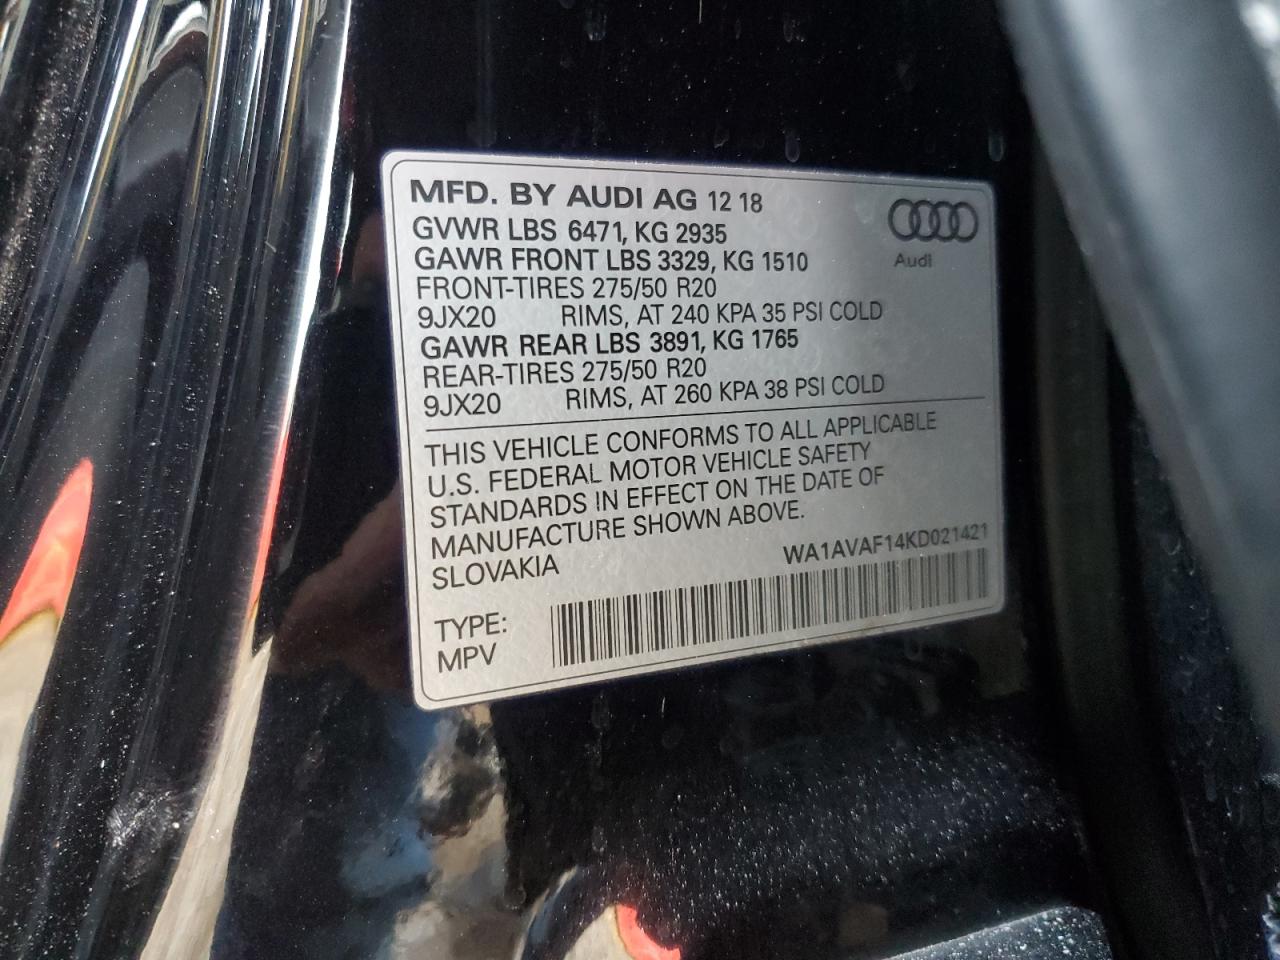 MFD. BY AUDI AG 12 18
GVWR LBS 6471, KG 2935
GAWR FRONT LBS 3329, KG 1510
FRONT-TIRES 275/50 R20
9JX20 RIMS, AT 240 KPA 35 PSI COLD
GAWR REAR LBS 3891, KG 1765
REAR-TIRES 275/50 R20
9JX20 RIMS, AT 260 KPA 38 PSI COLD
Audi
THIS VEHICLE CONFORMS TO ALL APPLICABLE
U.S. FEDERAL MOTOR VEHICLE SAFETY
STANDARDS IN EFFECT ON THE DATE OF
MANUFACTURE SHOWN ABOVE.
SLOVAKIA
WA1AVAF14KD021421
TYPE:
MPV